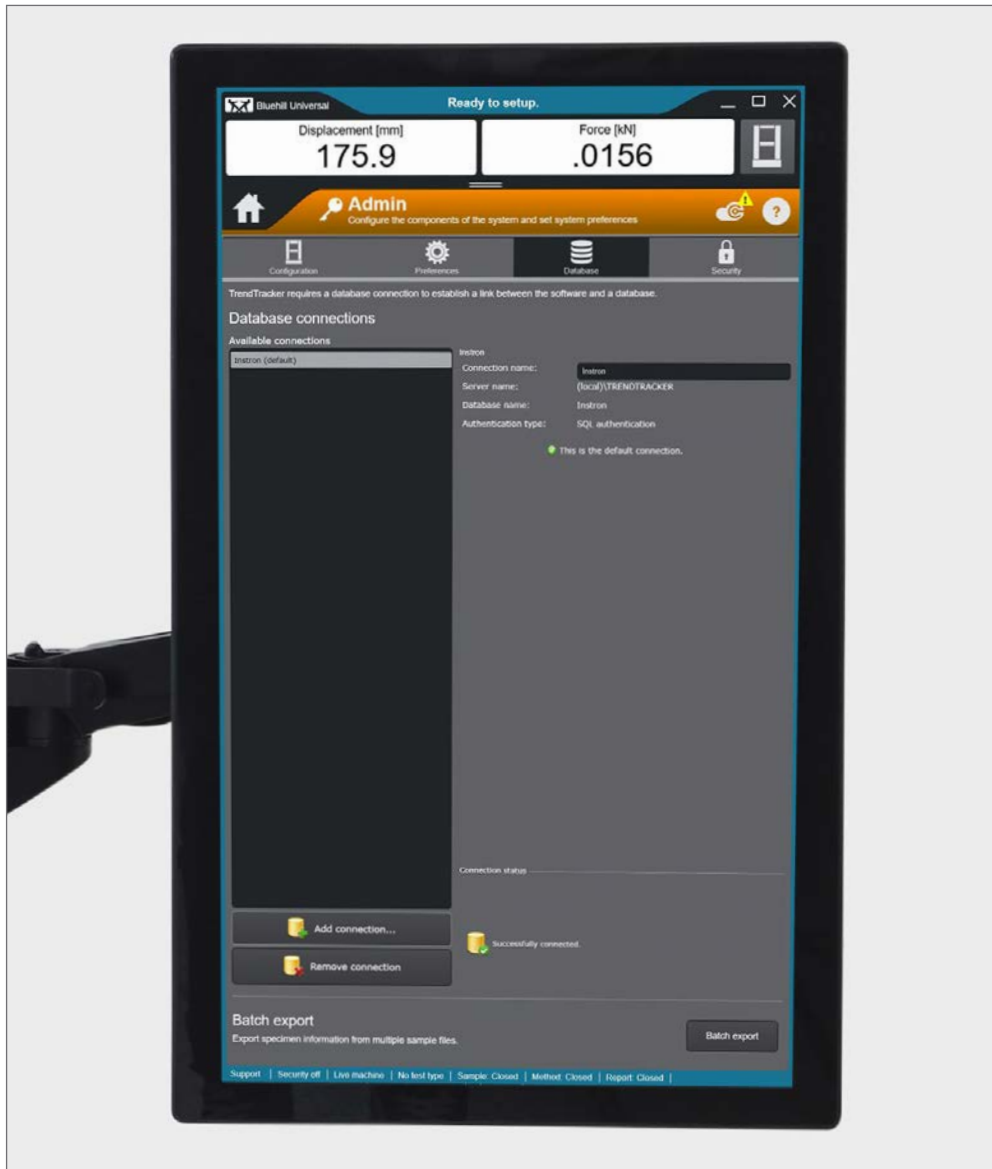 Bluehill Universal
Ready to setup.
Displacement [mm]
175.9
Force [kN]
.0156
Admin
Configure the components of the system and set system preferences
?
Configuration
Preferences
Database
Security
TrendTracker requires a database connection to establish a link between the software and a database.
Database connections
Available connections
Instron (default)
Instron
Connection name:
Instron
Server name:
(local)\TRENDTRACKER
Database name:
Instron
Authentication type:
SQL authentication
This is the default connection.
Connection status
Add connection...
Successfully connected.
Remove connection
Batch export
Export specimen information from multiple sample files.
Batch export
Support | Security off | Live machine | No test type | Sample: Closed | Method: Closed | Report: Closed |